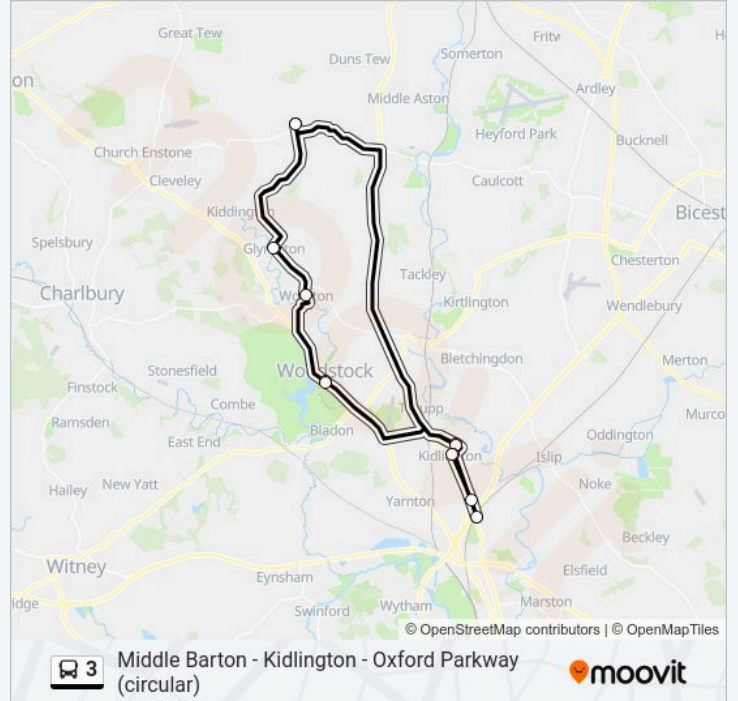 Great Tew
Duns Tew
Somerton
Fritw
H
on
Middle Aston
Ardley
Heyford Park
Bucknell
Church Enstone
Cleveley
Caulcott
Kiddington
Bicest
Spelsbury
Glympton
Chesterton
Tackley
Charlbury
Wootton
Kirtlington
Wendlebury
Bletchingdon
Merton
Stonesfield
Woodstock
Finstock
Combe
Thrupp
Murco
Ramsden
Bladon
Oddington
East End
Kidlington
Islip
Hailey
New Yatt
Yarnton
Noke
Beckley
Witney
Eynsham
Elsfield
idge
Swinford
Wytham
Marston
© OpenStreetMap contributors | © OpenMapTiles
3
Middle Barton - Kidlington - Oxford Parkway
(circular)
moovit